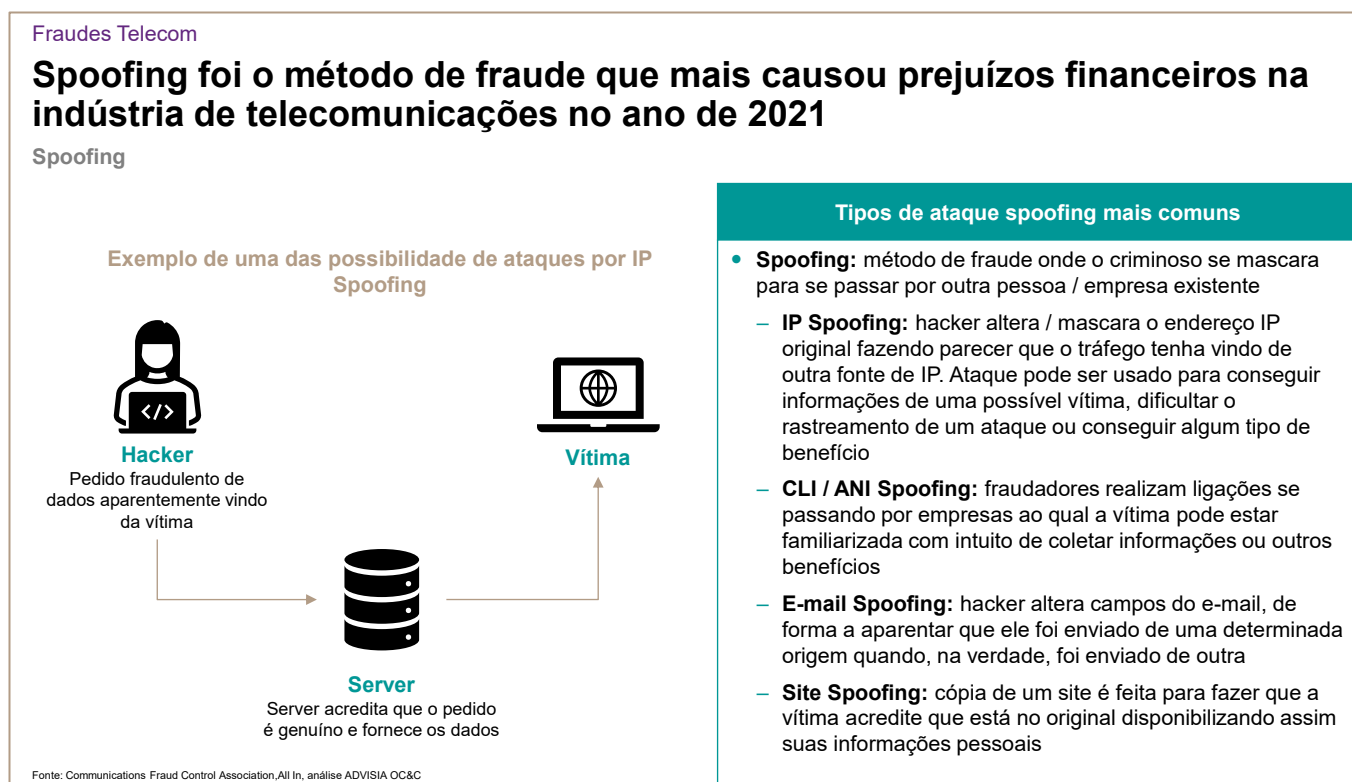 Fraudes Telecom
Spoofing foi o método de fraude que mais causou prejuízos financeiros na
indústria de telecomunicações no ano de 2021
Spoofing
Exemplo de uma das possibilidade de ataques por IP
Spoofing
</>
Hacker
Pedido fraudulento de
dados aparentemente vindo
da vítima
Vítima
Server
Server acredita que o pedido
é genuíno e fornece os dados
Tipos de ataque spoofing mais comuns
• Spoofing: método de fraude onde o criminoso se mascara
para se passar por outra pessoa / empresa existente
– IP Spoofing: hacker altera / mascara o endereço IP
original fazendo parecer que o tráfego tenha vindo de
outra fonte de IP. Ataque pode ser usado para conseguir
informações de uma possível vítima, dificultar o
rastreamento de um ataque ou conseguir algum tipo de
benefício
– CLI / ANI Spoofing: fraudadores realizam ligações se
passando por empresas ao qual a vítima pode estar
familiarizada com intuito de coletar informações ou outros
benefícios
– E-mail Spoofing: hacker altera campos do e-mail, de
forma a aparentar que ele foi enviado de uma determinada
origem quando, na verdade, foi enviado de outra
– Site Spoofing: cópia de um site é feita para fazer que a
vítima acredite que está no original disponibilizando assim
suas informações pessoais
Fonte: Communications Fraud Control Association,All In, análise ADVISIA OC&C